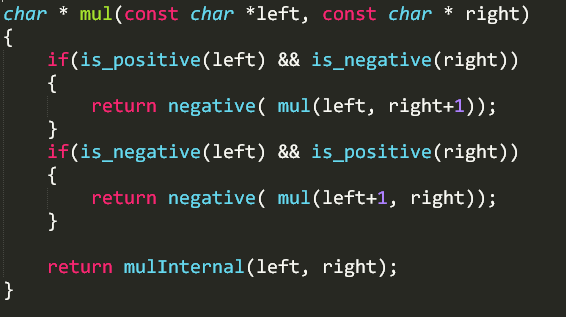 char * mul(const char *left, const char * right)
{
    if(is_positive(left) && is_negative(right))
    {
        return negative( mul(left, right+1));
    }
    if(is_negative(left) && is_positive(right))
    {
        return negative( mul(left+1, right));
    }

    return mulInternal(left, right);
}